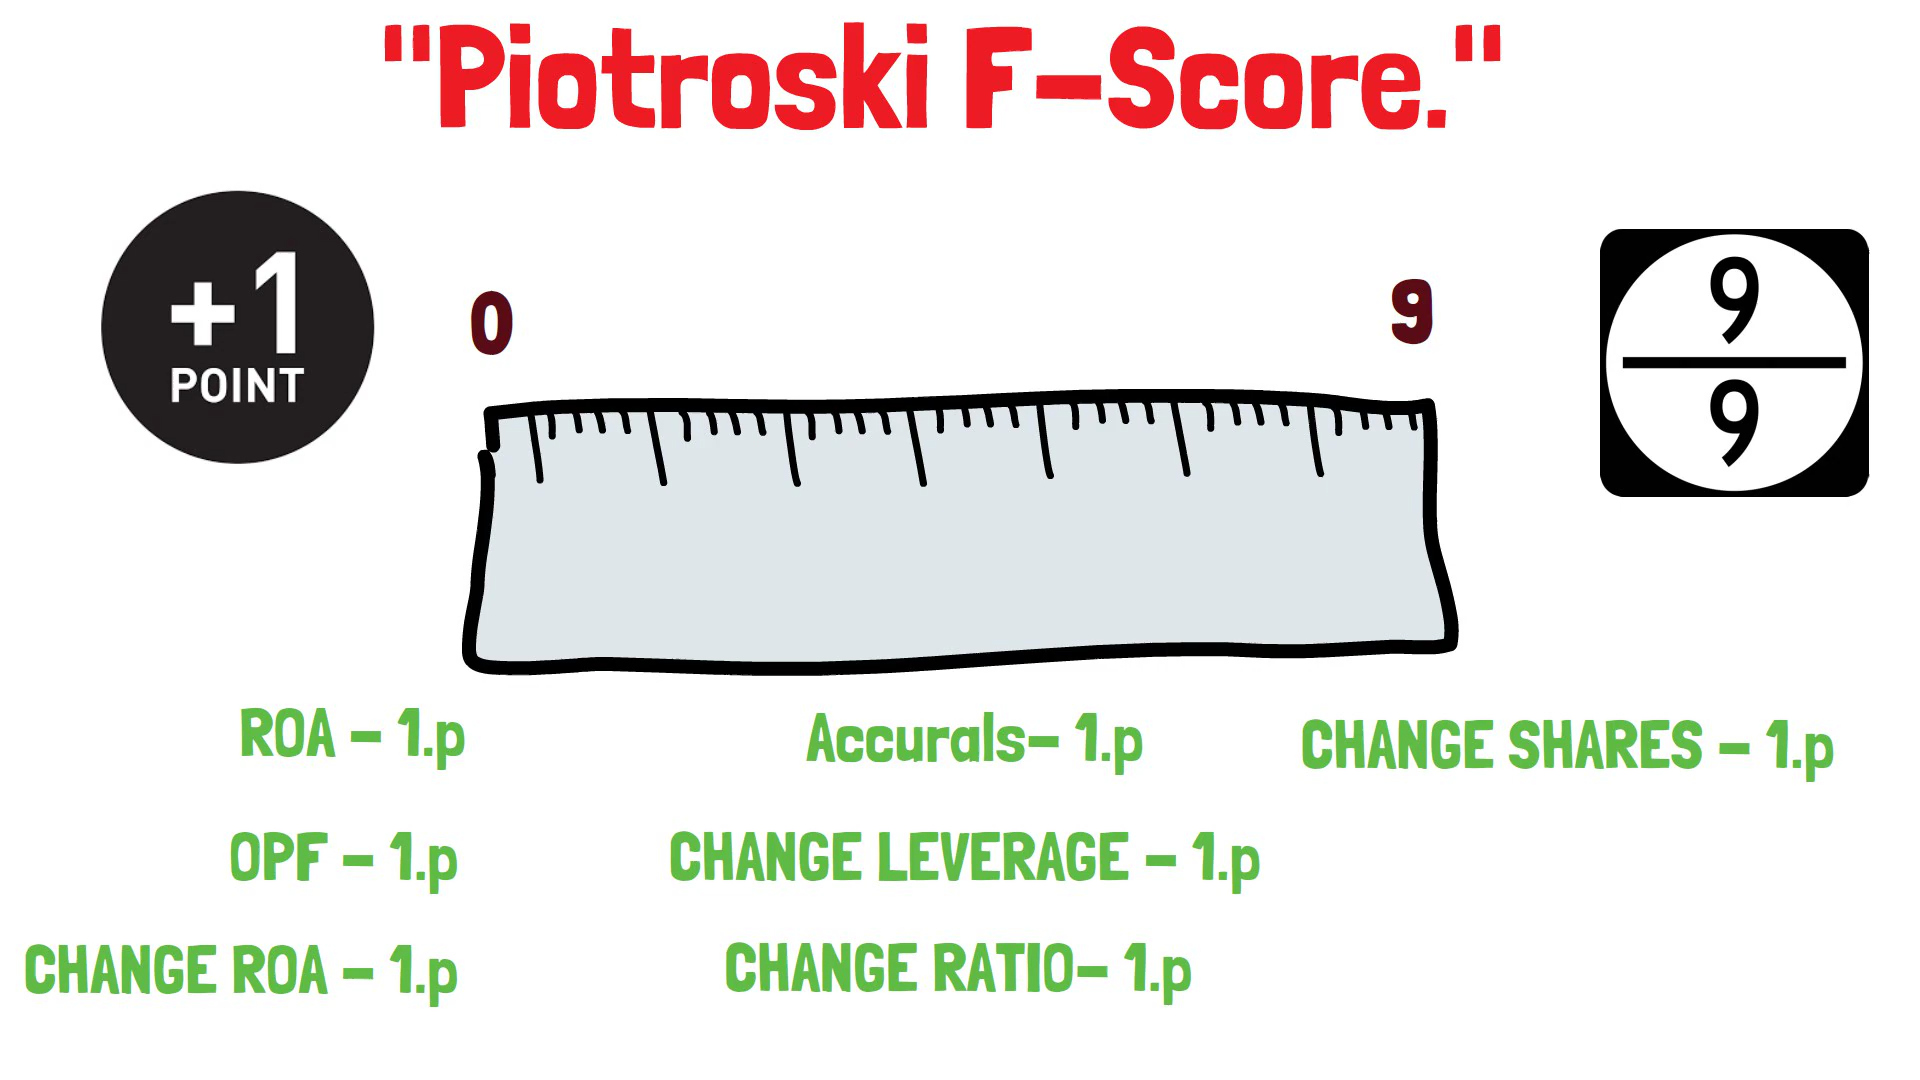 "Piotroski F-Score."
+1
POINT
0
9
9
9
ROA - 1.p
Accurals- 1.p
CHANGE SHARES - 1.p
OPF - 1.p
CHANGE LEVERAGE - 1.p
CHANGE ROA - 1.p
CHANGE RATIO- 1.p